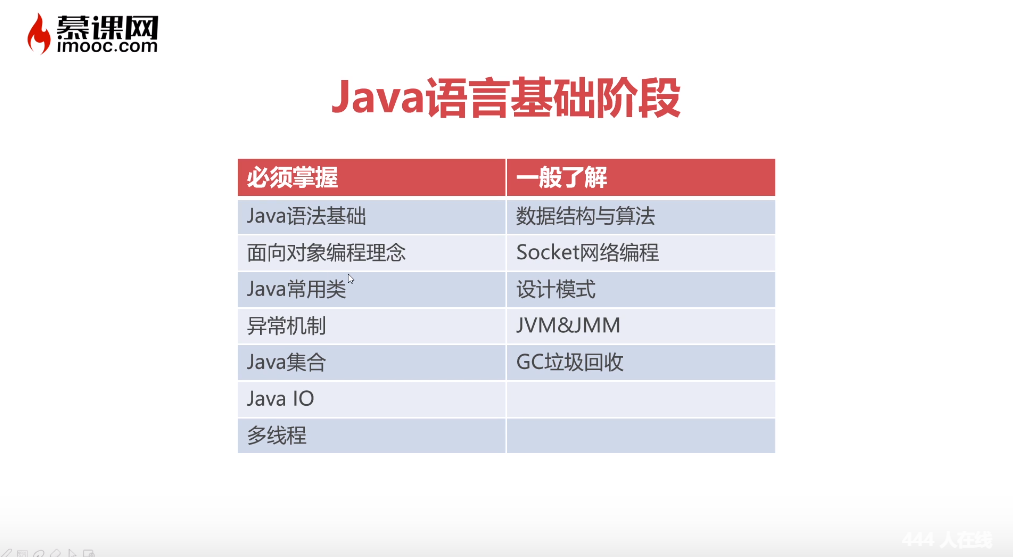 慕课网
imooc.com
Java语言基础阶段
必须掌握 一般了解
Java语法基础 数据结构与算法
面向对象编程理念 Socket网络编程
Java常用类 设计模式
异常机制 JVM&JMM
Java集合 GC垃圾回收
Java IO
多线程
444 人在线